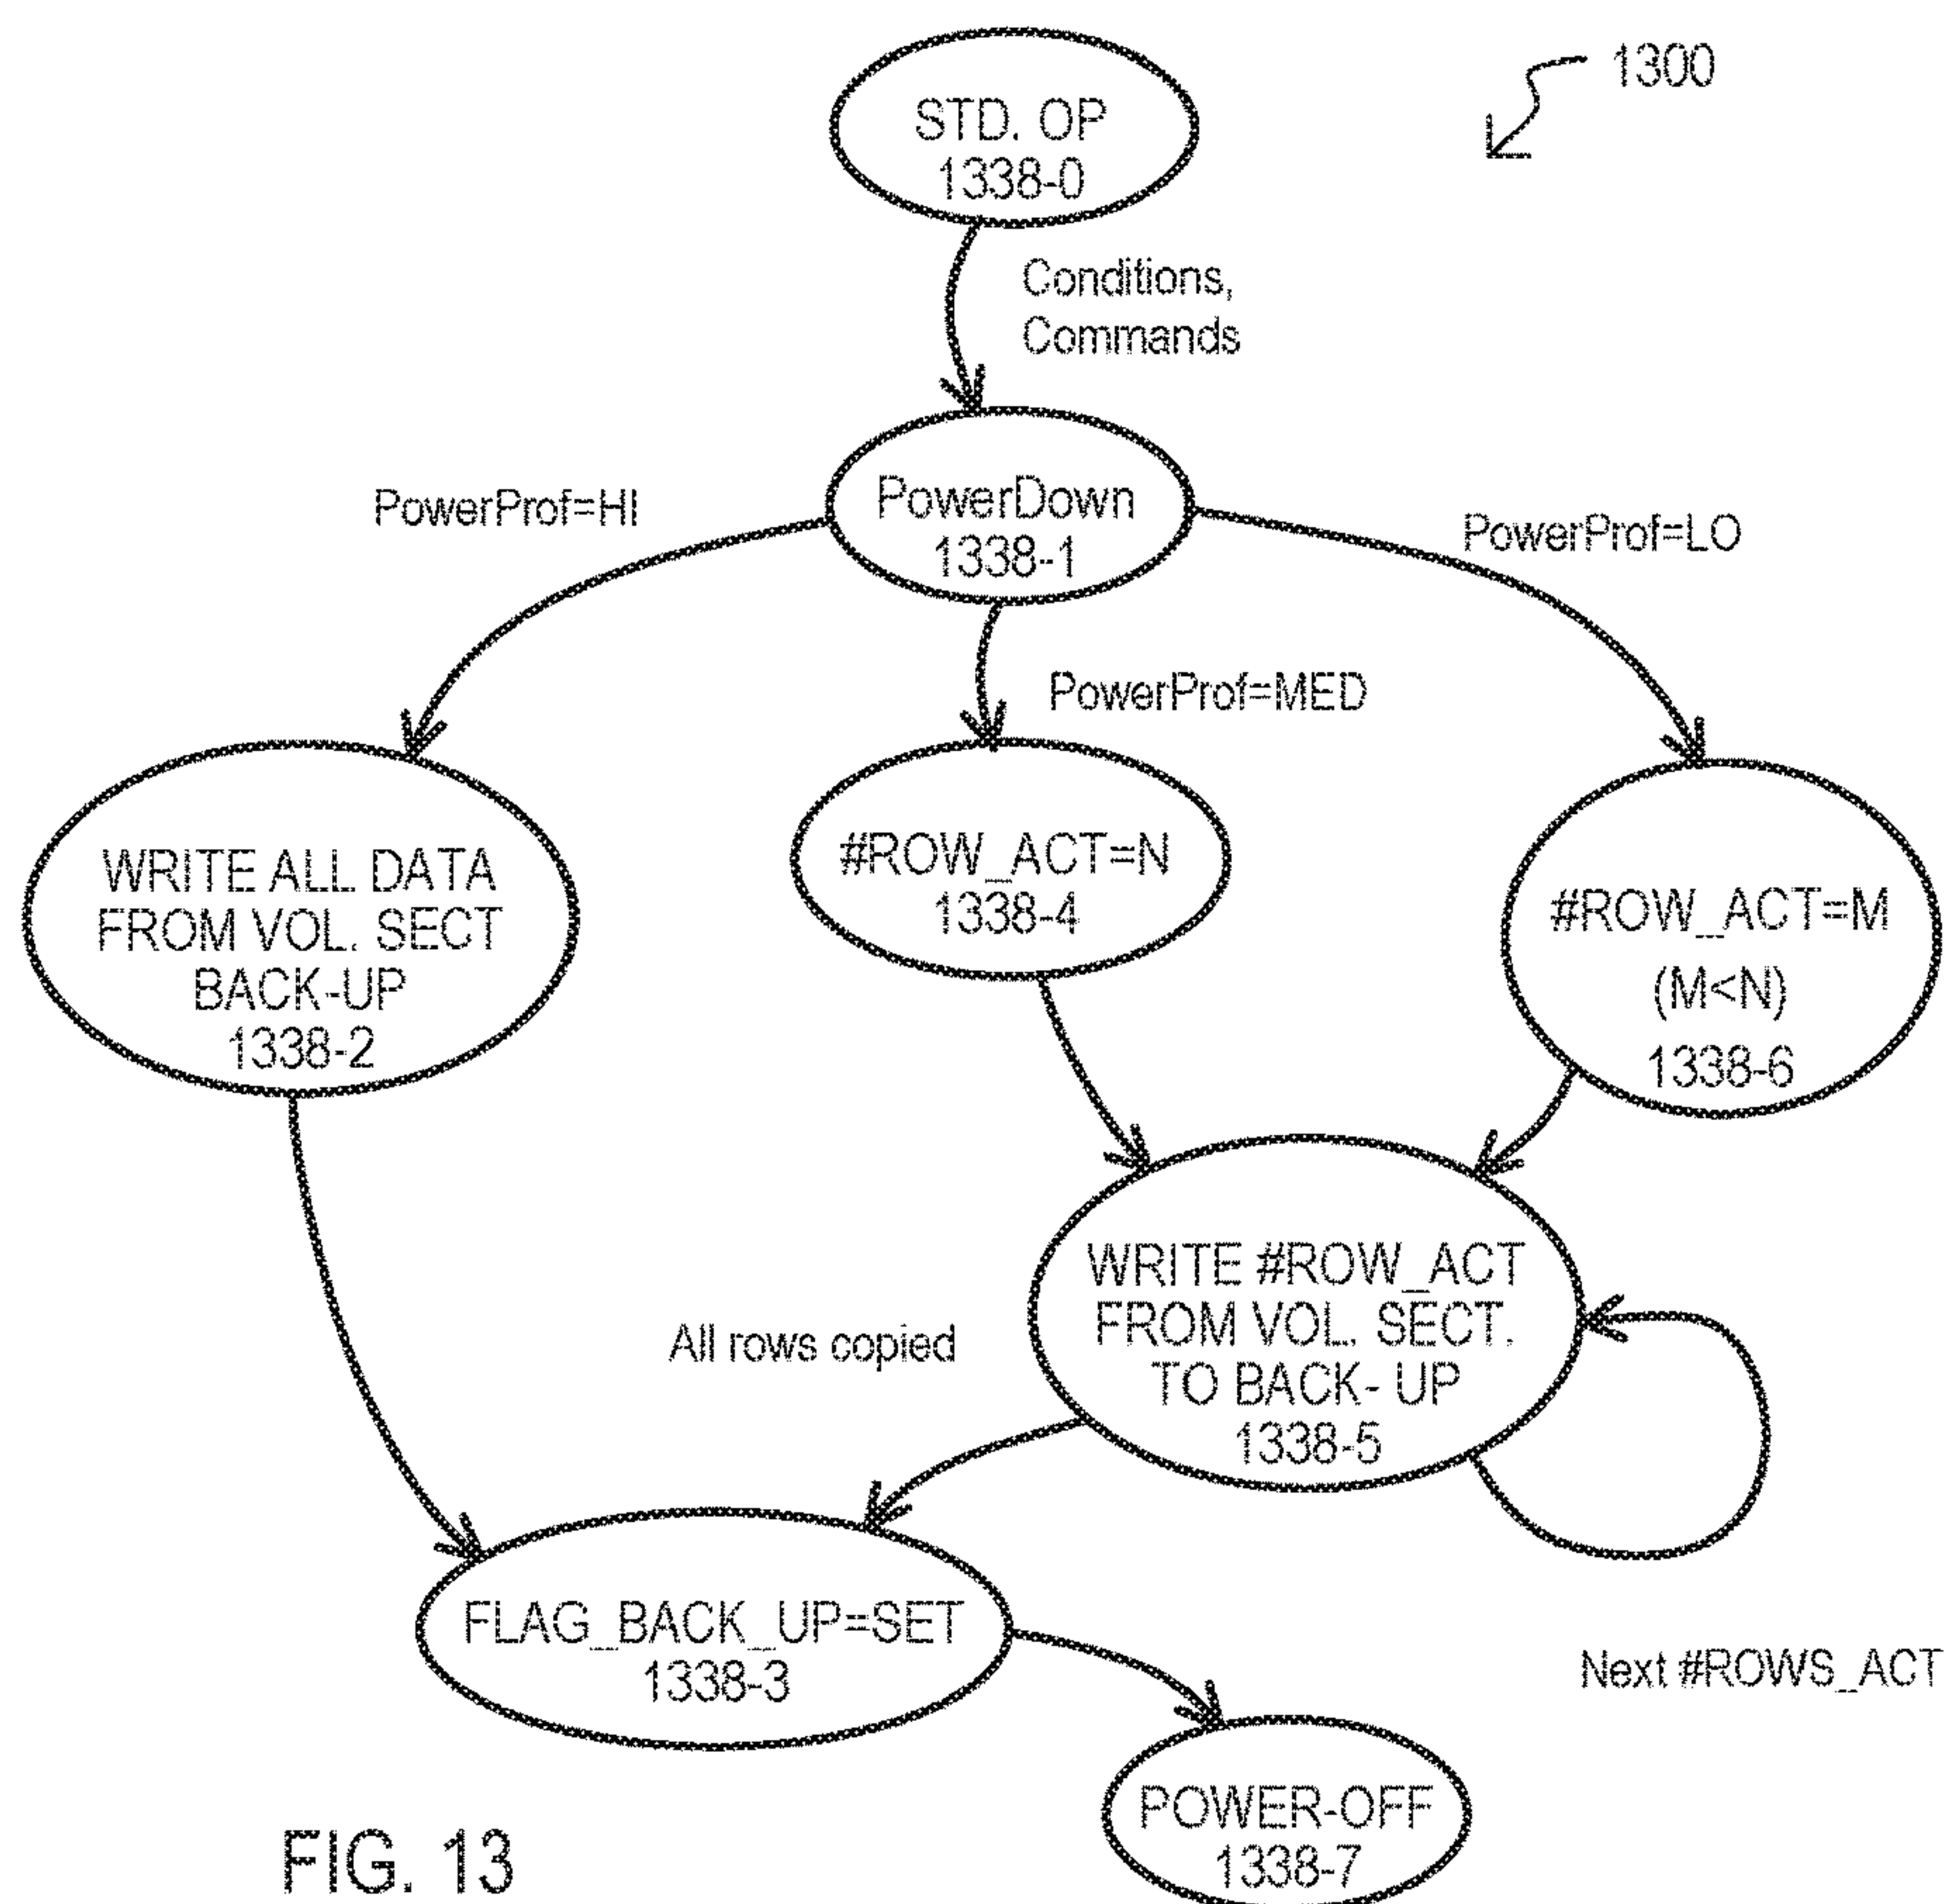 1300
STD. OP
1338-0
Conditions,
Commands
PowerDown
1338-1
PowerProf=HI
PowerProf=LO
PowerProf=MED
WRITE ALL DATA
FROM VOL. SECT
BACK-UP
1338-2
#ROW_ACT=N
1338-4
#ROW_ACT=M
(M<N)
1338-6
WRITE #ROW_ACT
FROM VOL. SECT.
TO BACK- UP
1338-5
All rows copied
FLAG_BACK_UP=SET
1338-3
Next #ROWS_ACT
POWER-OFF
1338-7
FIG. 13